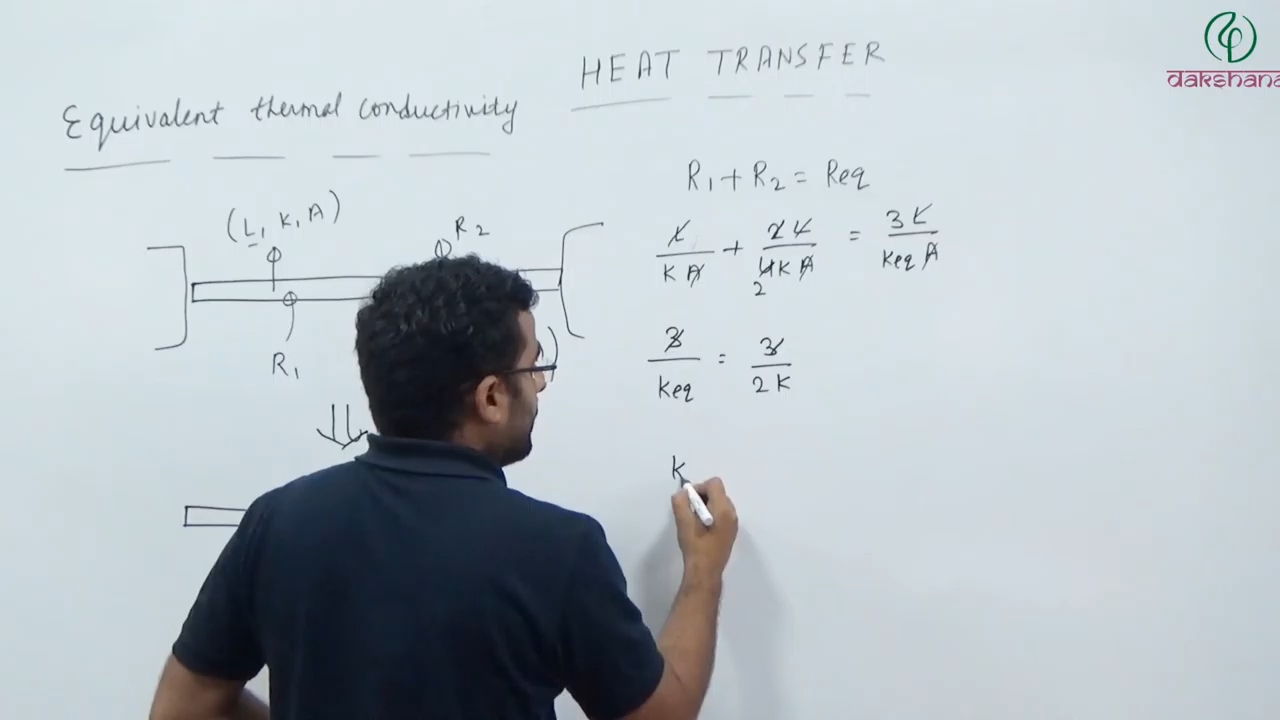 dakshana
HEAT TRANSFER
Equivalent thermal conductivity
(L, K, A)
R2
R1
R1 + R2 = Req
L/KA + 2L/4KA = 3L/Keq A
2
3/Keq = 3/2K
K